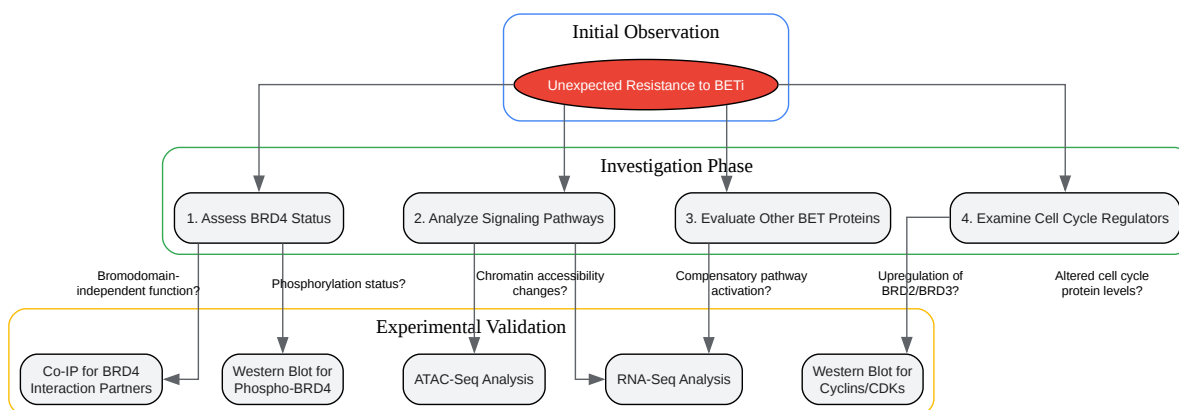 Initial Observation
Unexpected Resistance to BETi
Investigation Phase
1. Assess BRD4 Status
2. Analyze Signaling Pathways
3. Evaluate Other BET Proteins
4. Examine Cell Cycle Regulators
Bromodomain-
independent function?
Phosphorylation status?
Chromatin accessibility
changes?
Compensatory pathway
activation?
Upregulation of
BRD2/BRD3?
Altered cell cycle
protein levels?
Experimental Validation
Co-IP for BRD4
Interaction Partners
Western Blot for
Phospho-BRD4
ATAC-Seq Analysis
RNA-Seq Analysis
Western Blot for
Cyclins/CDKs